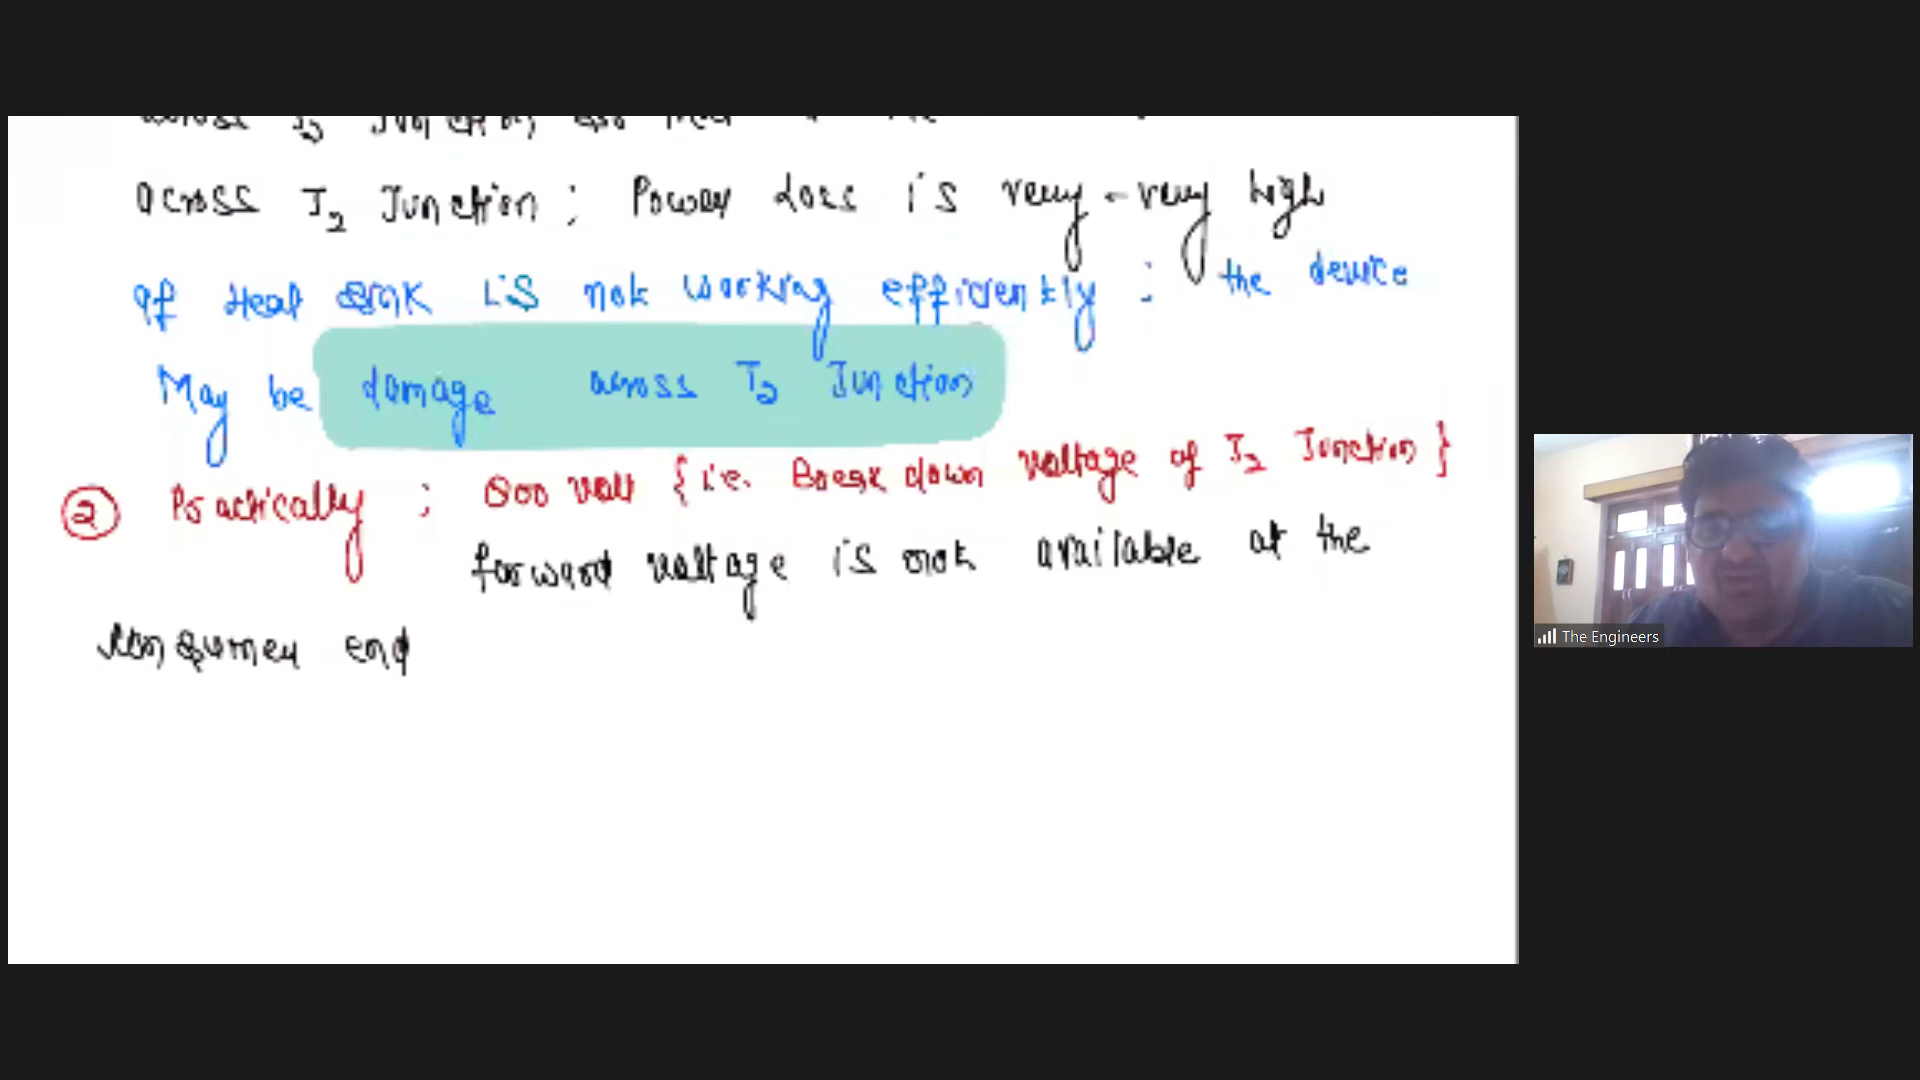 across J2 Junction ; Power loss is very-very high
If Heat sink is not working efficiently ; the device
May be damage across J2 Junction
② Practically ; 800 volt { i.e. Break down voltage of J2 Junction }
forward voltage is not available at the
consumer end
The Engineers